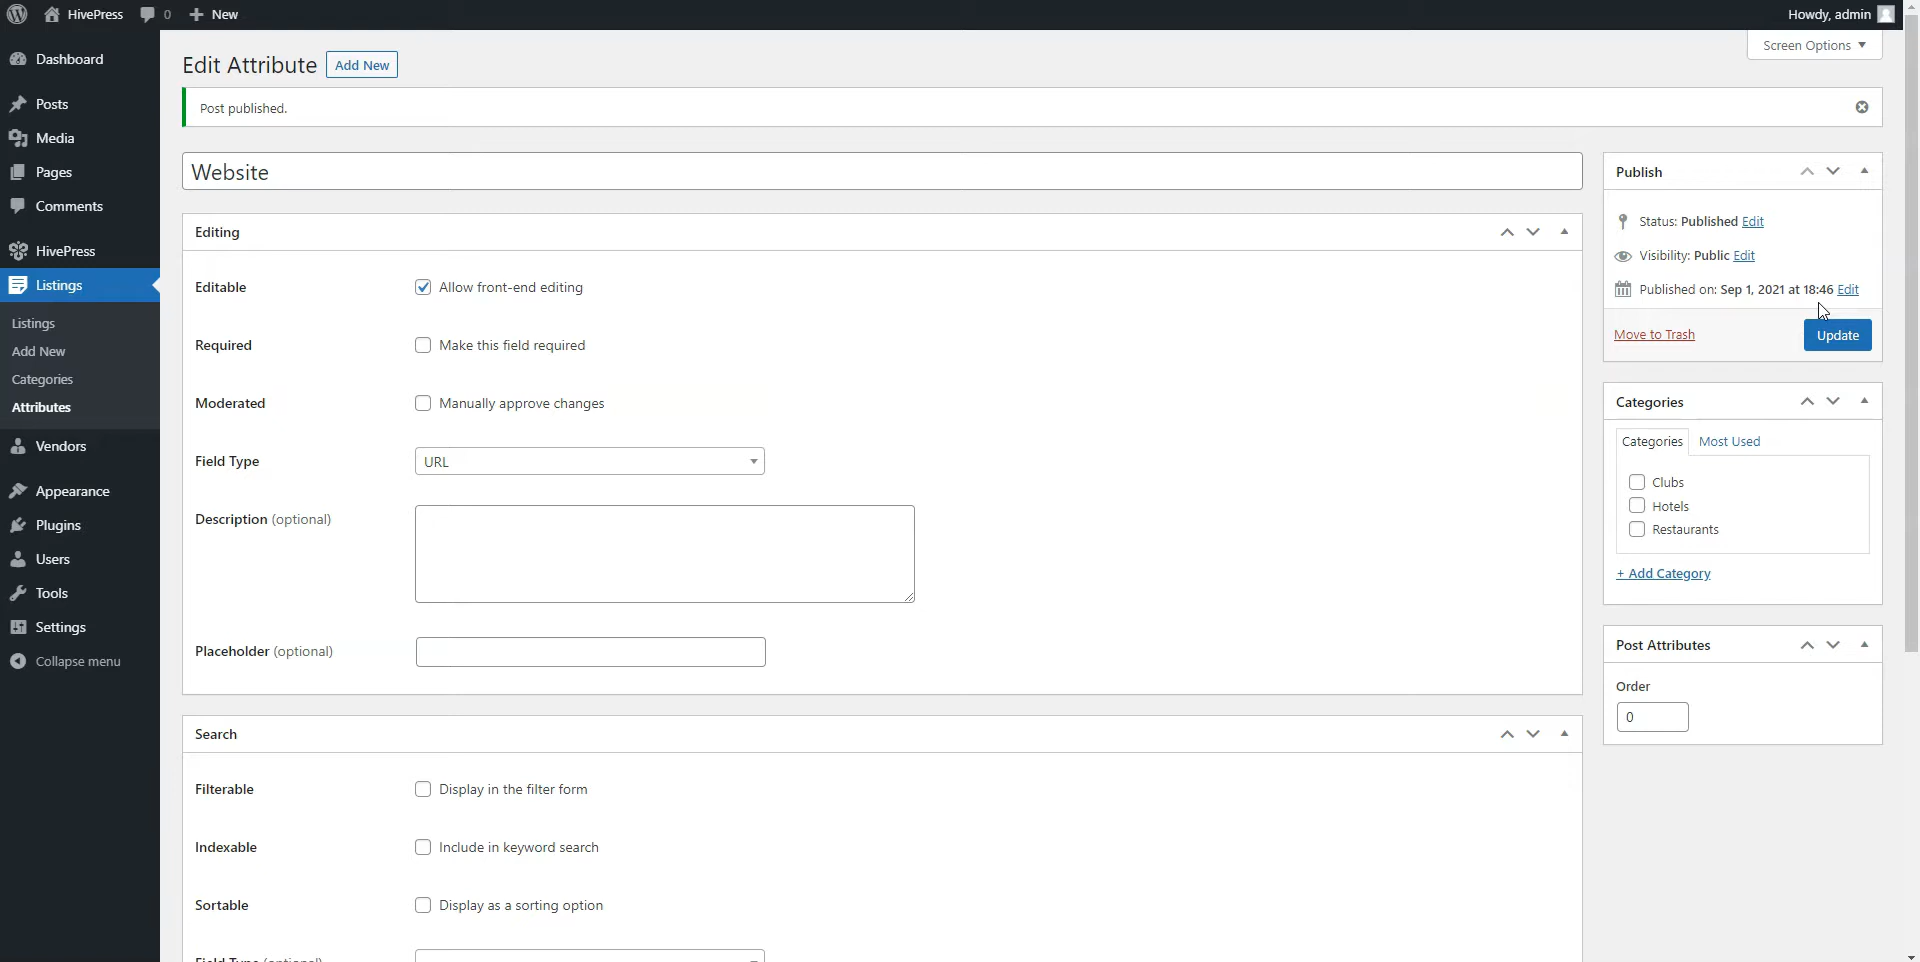 HivePress 0 New Howdy, admin
Screen Options
Dashboard
Posts
Media
Pages
Comments
HivePress
Listings
Listings
Add New
Categories
Attributes
Vendors
Appearance
Plugins
Users
Tools
Settings
Collapse menu
Edit Attribute Add New
Post published.
Website
Editing
Editable Allow front-end editing
Required Make this field required
Moderated Manually approve changes
Field Type URL
Description (optional)
Placeholder (optional)
Search
Filterable Display in the filter form
Indexable Include in keyword search
Sortable Display as a sorting option
Field Type (optional)
Publish
Status: Published Edit
Visibility: Public Edit
Published on: Sep 1, 2021 at 18:46 Edit
Move to Trash Update
Categories
Categories Most Used
Clubs
Hotels
Restaurants
+ Add Category
Post Attributes
Order
0